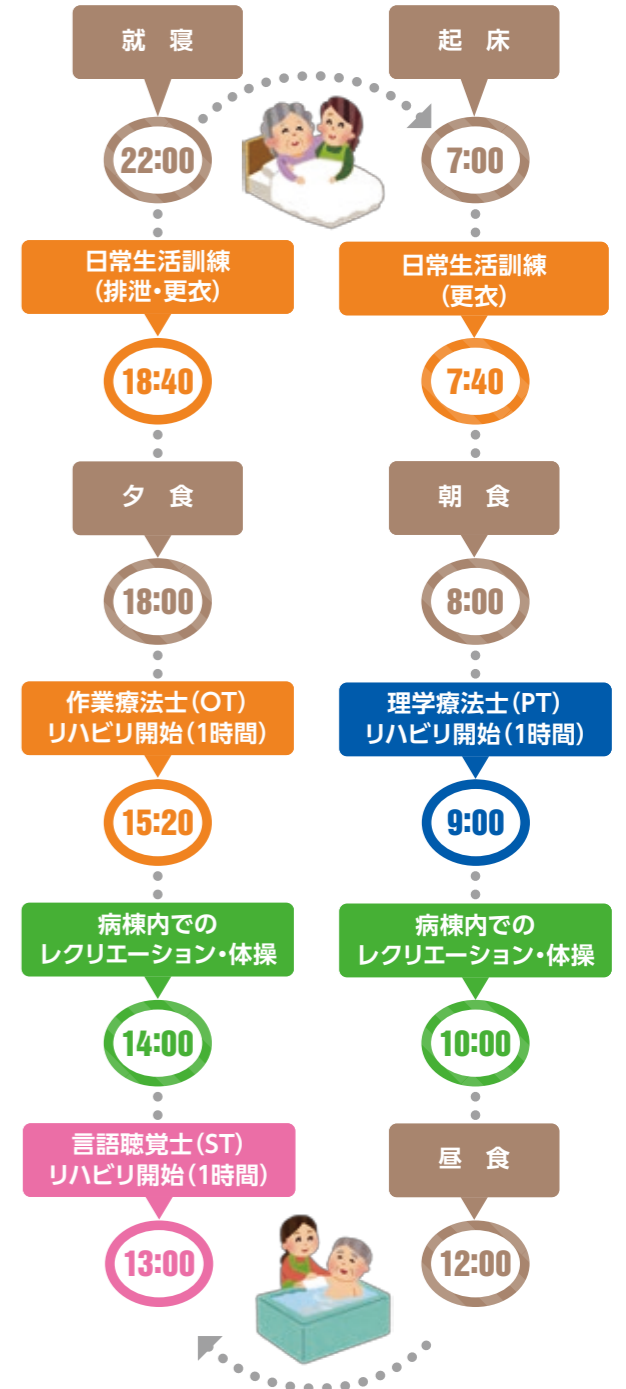 起 床
7:00
日常生活訓練
(更衣)
7:40
朝 食
8:00
理学療法士(PT)
リハビリ開始(1時間)
9:00
病棟内での
レクリエーション・体操
10:00
昼 食
12:00
言語聴覚士(ST)
リハビリ開始(1時間)
13:00
病棟内での
レクリエーション・体操
14:00
作業療法士(OT)
リハビリ開始(1時間)
15:20
夕 食
18:00
日常生活訓練
(排泄・更衣)
18:40
就 寝
22:00